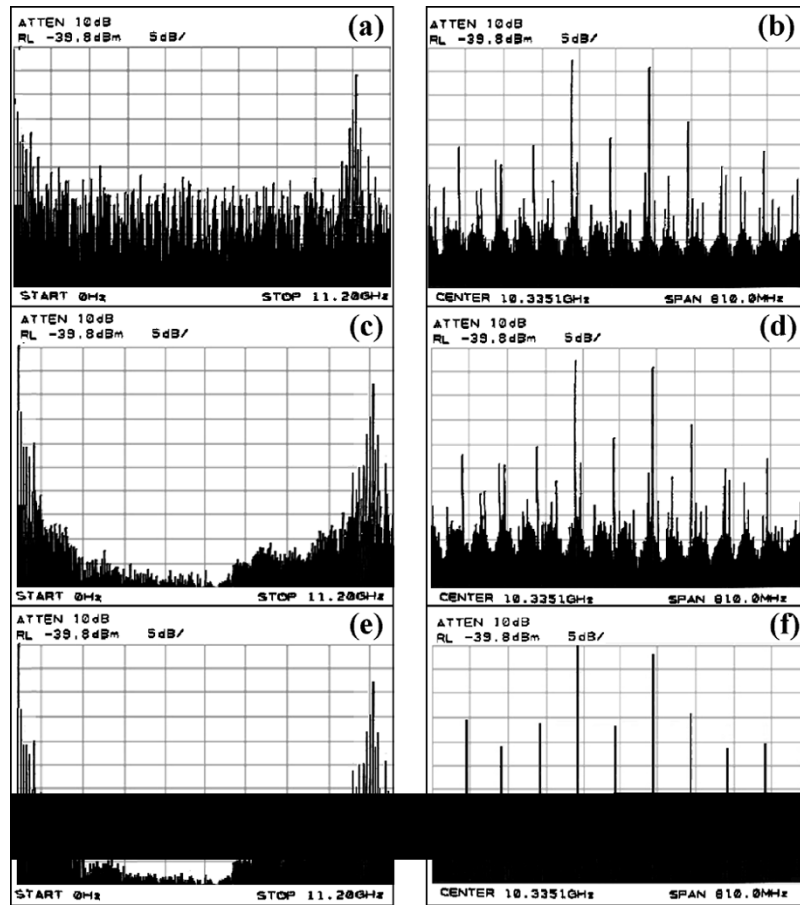 ATTEN 10dB
RL -39.8dBm 5dB/
(a)
START 0Hz STOP 11.20GHz
ATTEN 10dB
RL -39.8dBm 5dB/
(b)
CENTER 10.3351GHz SPAN 810.0MHz
ATTEN 10dB
RL -39.8dBm 5dB/
(c)
START 0Hz STOP 11.20GHz
ATTEN 10dB
RL -39.8dBm 5dB/
(d)
CENTER 10.3351GHz SPAN 810.0MHz
ATTEN 10dB
RL -39.8dBm 5dB/
(e)
START 0Hz STOP 11.20GHz
ATTEN 10dB
RL -39.8dBm 5dB/
(f)
CENTER 10.3351GHz SPAN 810.0MHz